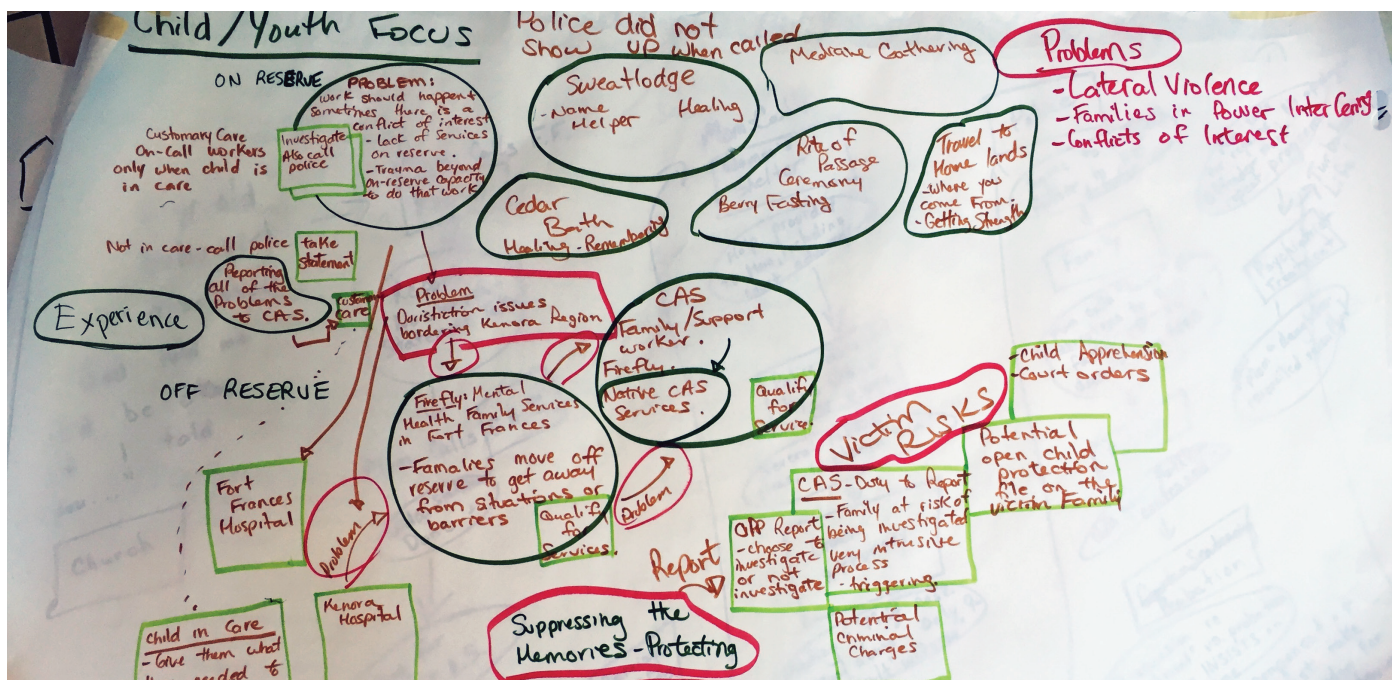 Child/Youth FOCUS
Police did not
show up when called
ON RESERVE
PROBLEM:
work should happen
sometimes there is a
conflict of interest
- lack of services
on reserve.
- Trauma beyond
on-reserve capacity
to do that work
Investigate
Also call
police
Customary Care
On-Call workers
only when child is
in care
Sweatlodge
- Name Healing
Helper
Medicine Gathering
Problems
- Lateral Violence
- Families in Power
- Conflicts of Interest
Cedar
Bath
Healing - Remembering
Rite of
Passage
Ceremony
Berry Fasting
Travel to
Home lands
- where you
come From.
- Getting Strength
Not in care - call police
take
statement
Reporting
all of the
Problems
to CAS.
customary
care
Experience
Problem
issues
bordering Kenora Region
CAS
Family/Support
worker.
Firefly.
Native CAS
Services.
Qualify
for
Service.
OFF RESERVE
Firefly: Mental
Health Family Services
in Fort Frances
- Famalies move off
reserve to get away
from situations or
barriers
Qualify
for
Services.
Problem
Victim
RISKS
- Child Apprehension
- Court orders
Potential
open child
protection
file on the
victim Family
CAS - Duty to Report
- Family at risk of
being investigated
very intrusive
Process
- triggering.
OPP Report
- choose to
investigate
or not
investigate
Potential
Criminal
Charges
Report
Suppressing the
Memories - Protecting
Fort
Frances
Hospital
Problem
Kenora
Hospital
Child in Care
- Give them what
needed to